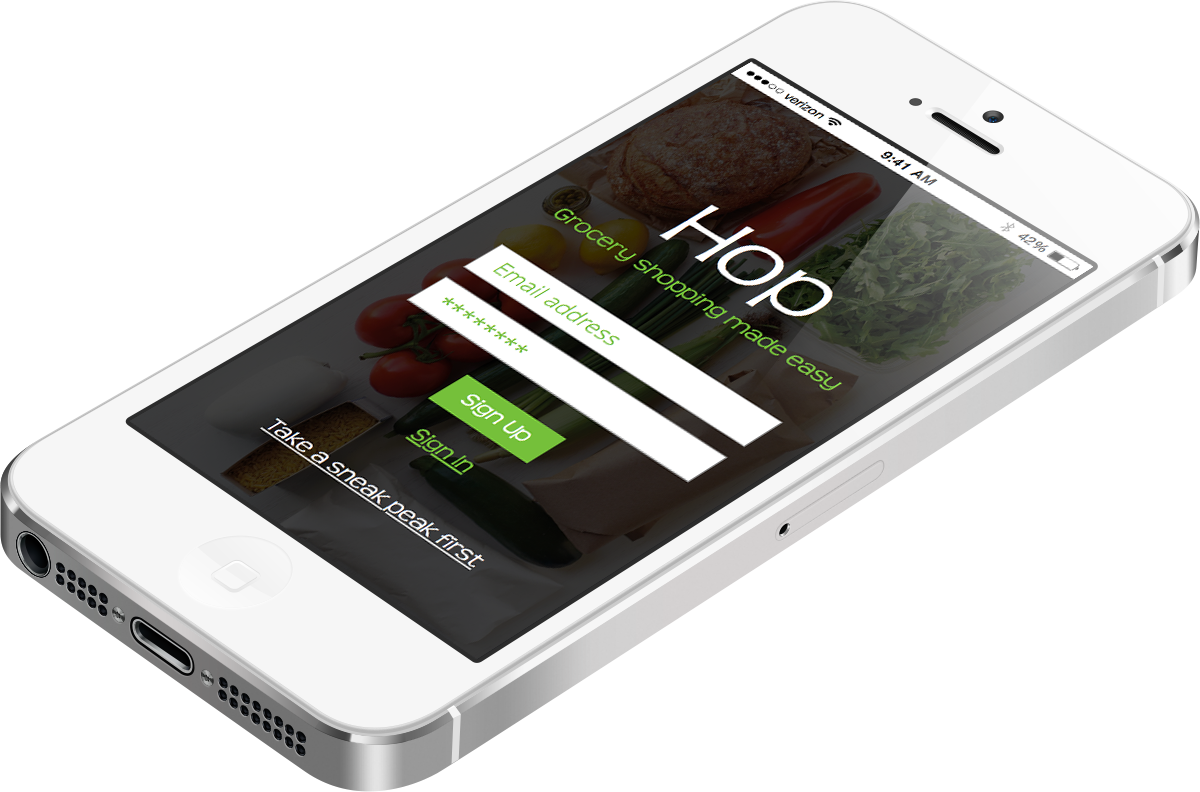 verizon
9:41 AM
42%
Hop
Grocery shopping made easy
Email address
********
Sign Up
Sign In
Take a sneak peak first